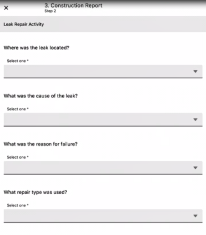 ×
3. Construction Report
Step 2
Leak Repair Activity
Where was the leak located?
Select one *
What was the cause of the leak?
Select one *
What was the reason for failure?
Select one *
What repair type was used?
Select one *